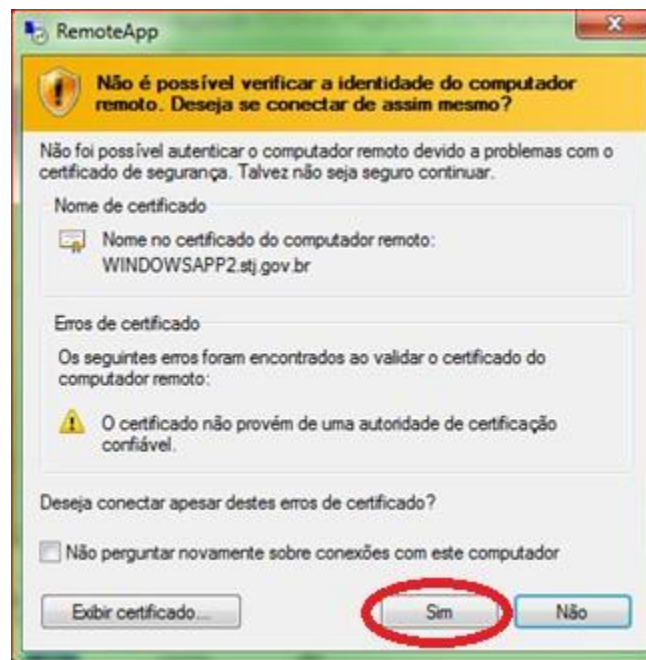 RemoteApp
Não é possível verificar a identidade do computador
remoto. Deseja se conectar de assim mesmo?
Não foi possível autenticar o computador remoto devido a problemas com o
certificado de segurança. Talvez não seja seguro continuar.
Nome de certificado
Nome no certificado do computador remoto:
WINDOWSAPP2.stj.gov.br
Erros de certificado
Os seguintes erros foram encontrados ao validar o certificado do
computador remoto:
O certificado não provém de uma autoridade de certificação
confiável.
Deseja conectar apesar destes erros de certificado?
Não perguntar novamente sobre conexões com este computador
Exibir certificado... Sim Não